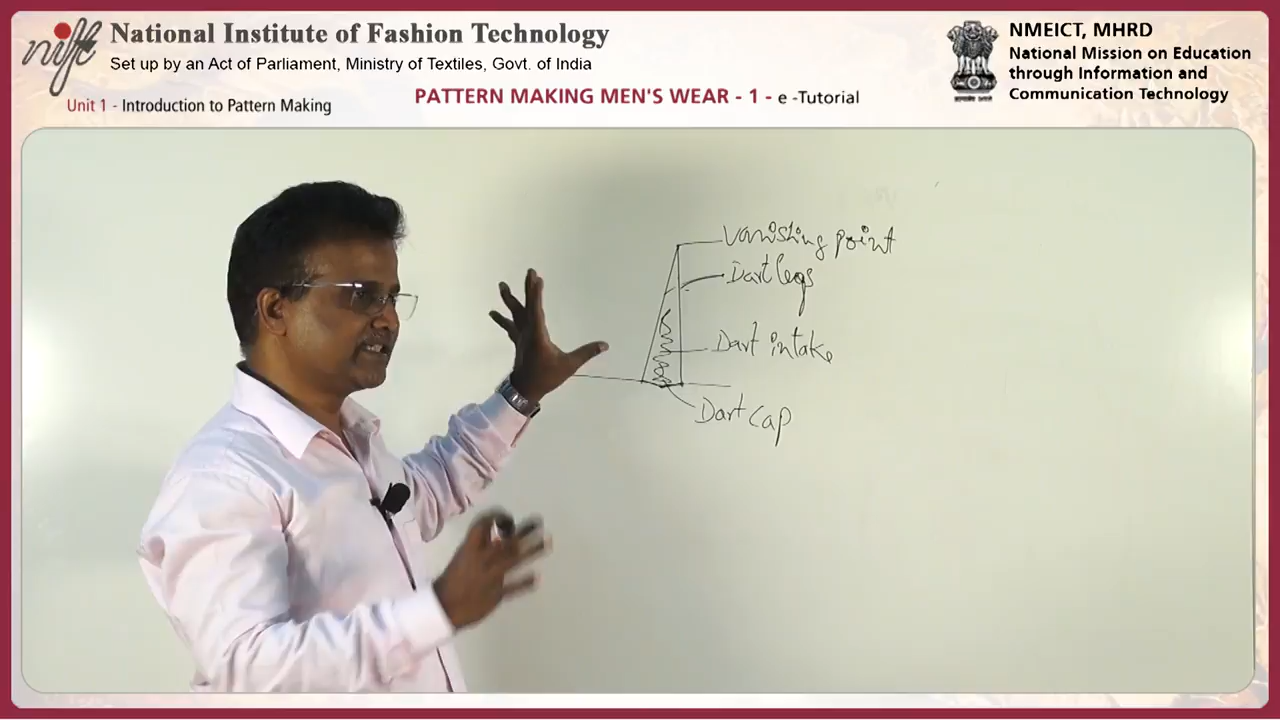 nift
National Institute of Fashion Technology
Set up by an Act of Parliament, Ministry of Textiles, Govt. of India
Unit 1 - Introduction to Pattern Making
PATTERN MAKING MEN'S WEAR - 1 - e -Tutorial
NMEICT, MHRD
National Mission on Education
through Information and
Communication Technology
Vanishing point
Dart legs
Dart intake
Dart cap